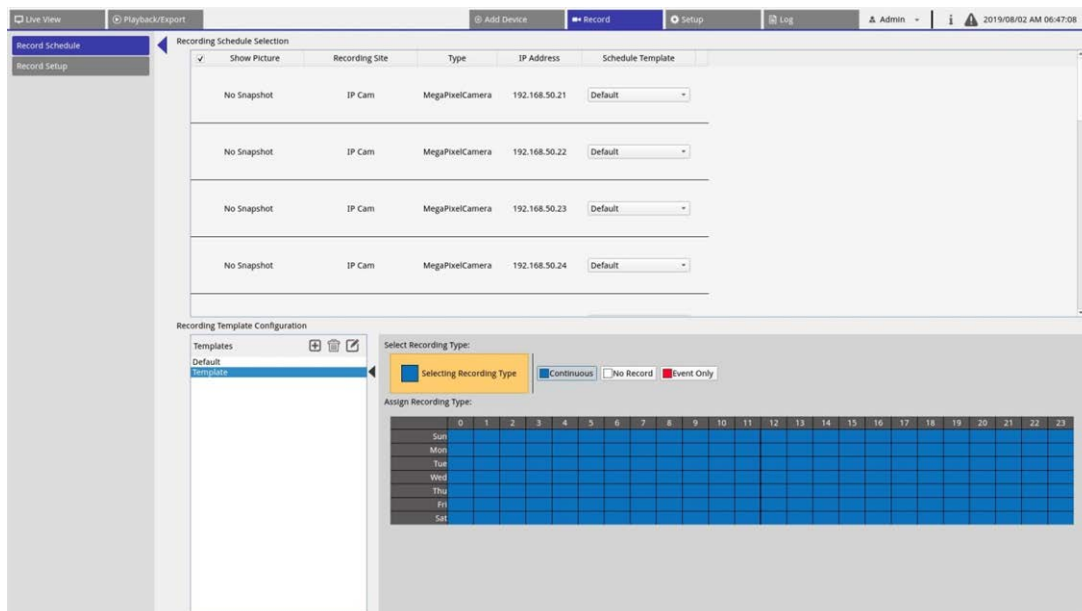 Live View Playback/Export Add Device Record Setup Log Admin i 2019/08/02 AM 06:47:08
Record Schedule
Record Setup
Recording Schedule Selection
Show Picture Recording Site Type IP Address Schedule Template
No Snapshot IP Cam MegaPixelCamera 192.168.50.21 Default
No Snapshot IP Cam MegaPixelCamera 192.168.50.22 Default
No Snapshot IP Cam MegaPixelCamera 192.168.50.23 Default
No Snapshot IP Cam MegaPixelCamera 192.168.50.24 Default
Recording Template Configuration
Templates
Default
Template
Select Recording Type:
Selecting Recording Type Continuous No Record Event Only
Assign Recording Type:
0 1 2 3 4 5 6 7 8 9 10 11 12 13 14 15 16 17 18 19 20 21 22 23
Sun
Mon
Tue
Wed
Thu
Fri
Sat